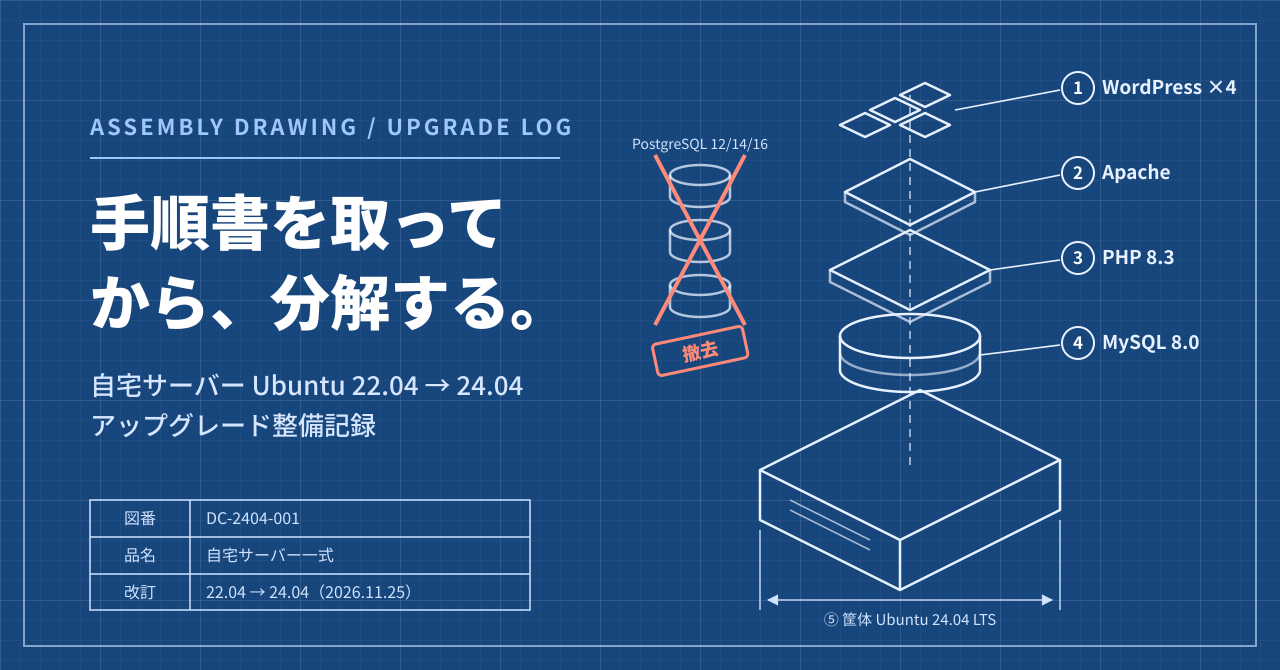 ASSEMBLY DRAWING / UPGRADE LOG
手順書を取って
から、分解する。
自宅サーバー Ubuntu 22.04 → 24.04
アップグレード整備記録
図番 DC-2404-001
品名 自宅サーバー一式
改訂 22.04 → 24.04（2026.11.25）
PostgreSQL 12/14/16
撤去
1 WordPress ×4
2 Apache
3 PHP 8.3
4 MySQL 8.0
⑤ 筐体 Ubuntu 24.04 LTS